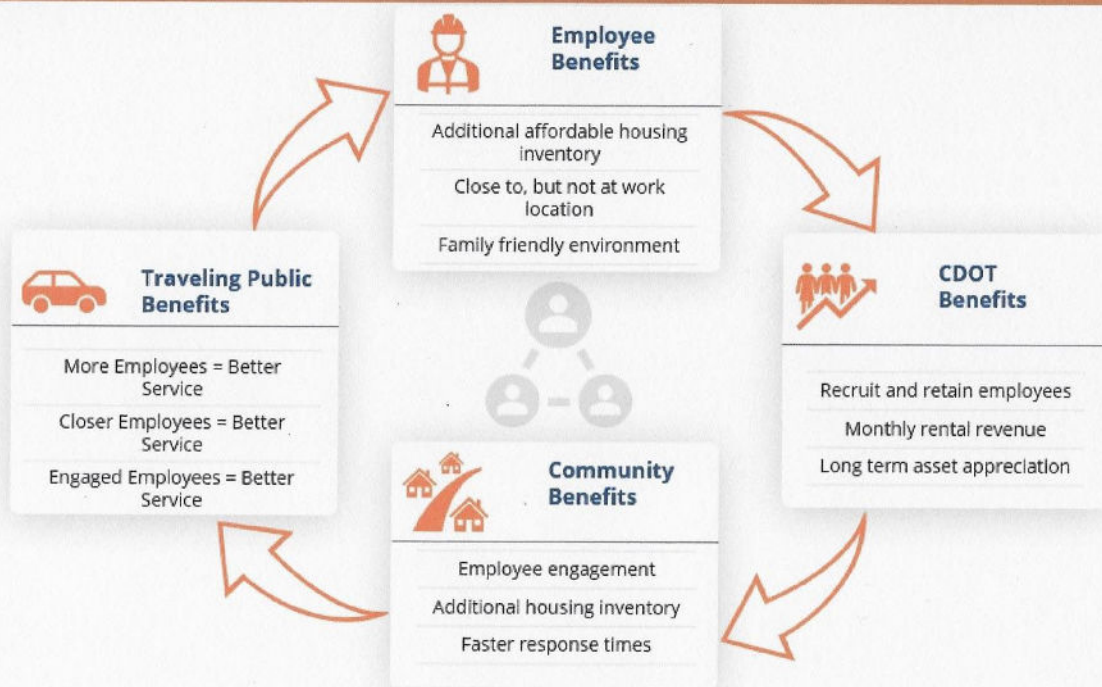 Employee
Benefits
Additional affordable housing
inventory
Close to, but not at work
location
Family friendly environment
Traveling Public
Benefits
More Employees = Better
Service
Closer Employees = Better
Service
Engaged Employees = Better
Service
CDOT
Benefits
Recruit and retain employees
Monthly rental revenue
Long term asset appreciation
Community
Benefits
Employee engagement
Additional housing inventory
Faster response times